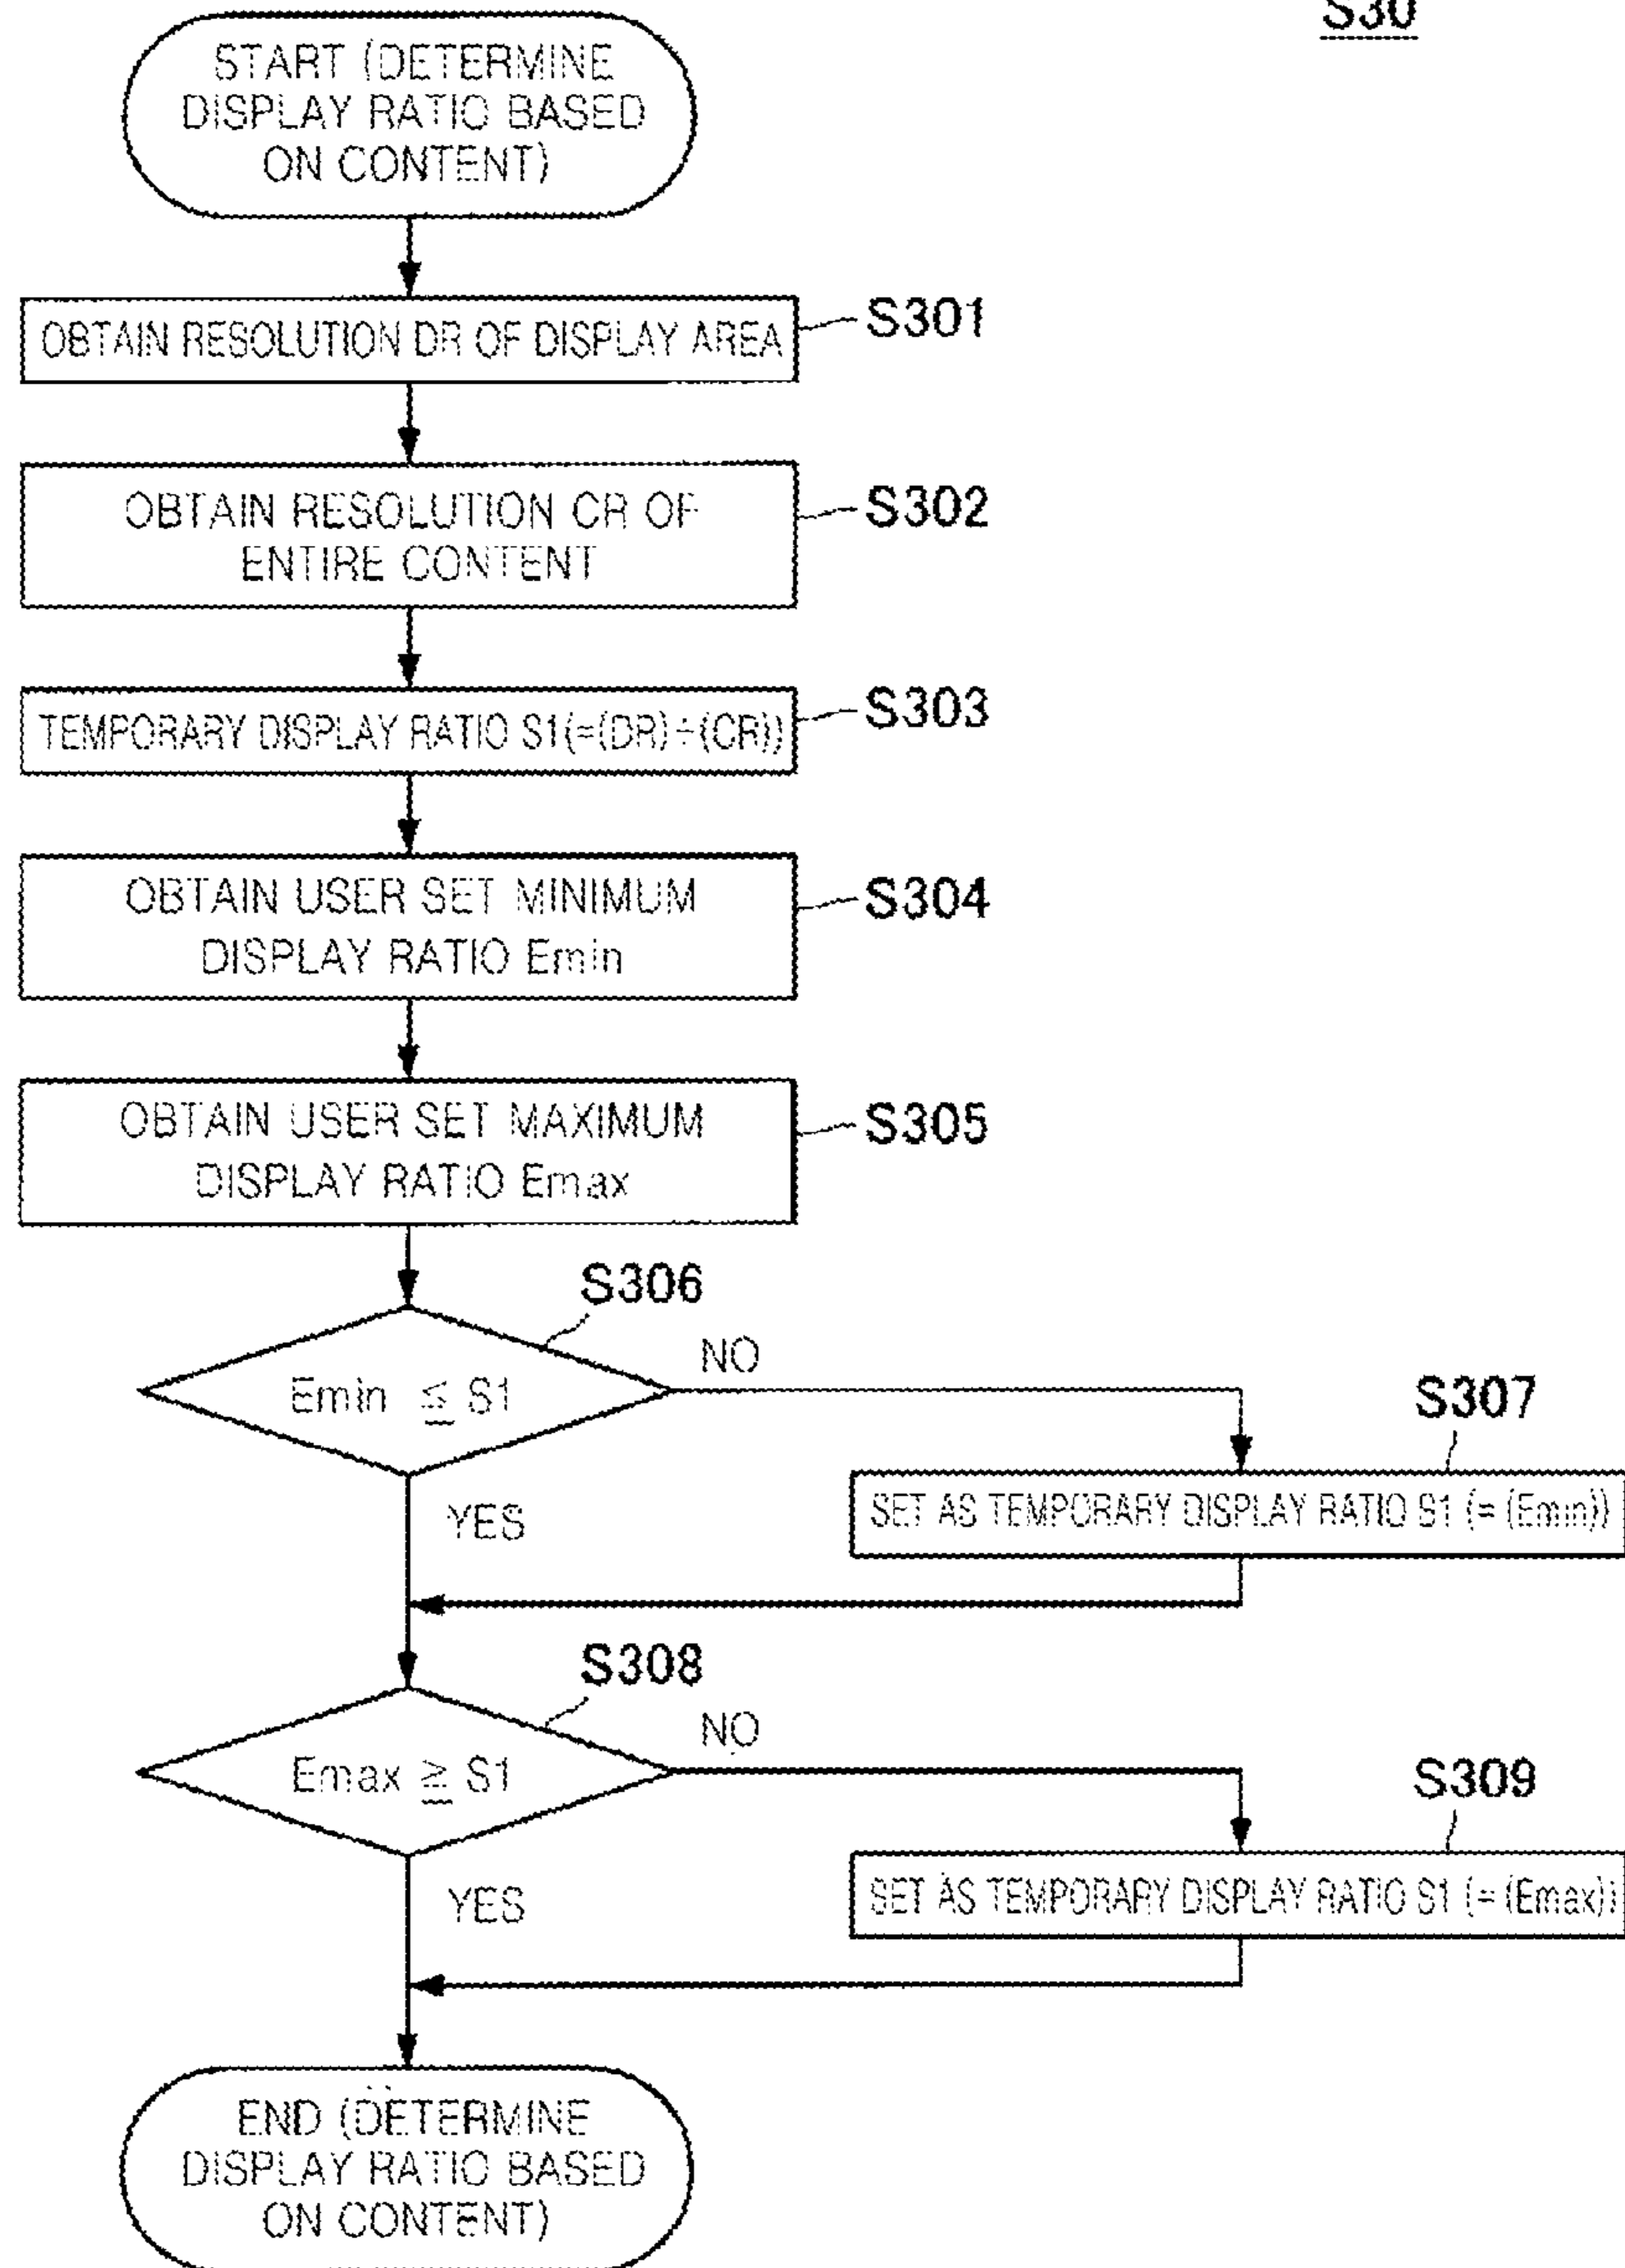 S30
START (DETERMINE
DISPLAY RATIO BASED
ON CONTENT)
OBTAIN RESOLUTION DR OF DISPLAY AREA
S301
OBTAIN RESOLUTION CR OF
ENTIRE CONTENT
S302
TEMPORARY DISPLAY RATIO S1(=(DR)÷(CR))
S303
OBTAIN USER SET MINIMUM
DISPLAY RATIO Emin
S304
OBTAIN USER SET MAXIMUM
DISPLAY RATIO Emax
S305
S306
Emin ≦ S1
NO
YES
S307
SET AS TEMPORARY DISPLAY RATIO S1 (= (Emin))
S308
Emax ≧ S1
NO
YES
S309
SET AS TEMPORARY DISPLAY RATIO S1 (= (Emax))
END (DETERMINE
DISPLAY RATIO BASED
ON CONTENT)